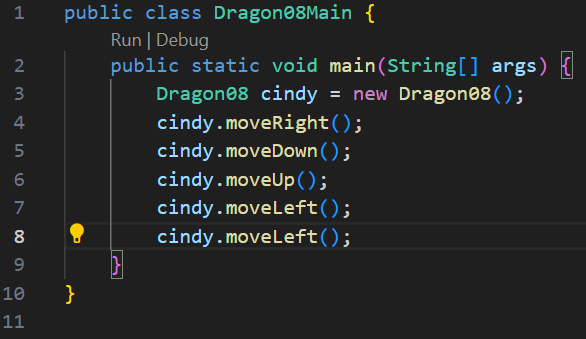 1 public class Dragon08Main {
Run | Debug
2 public static void main(String[] args) {
3 Dragon08 cindy = new Dragon08();
4 cindy.moveRight();
5 cindy.moveDown();
6 cindy.moveUp();
7 cindy.moveLeft();
8 cindy.moveLeft();
9 }
10 }
11